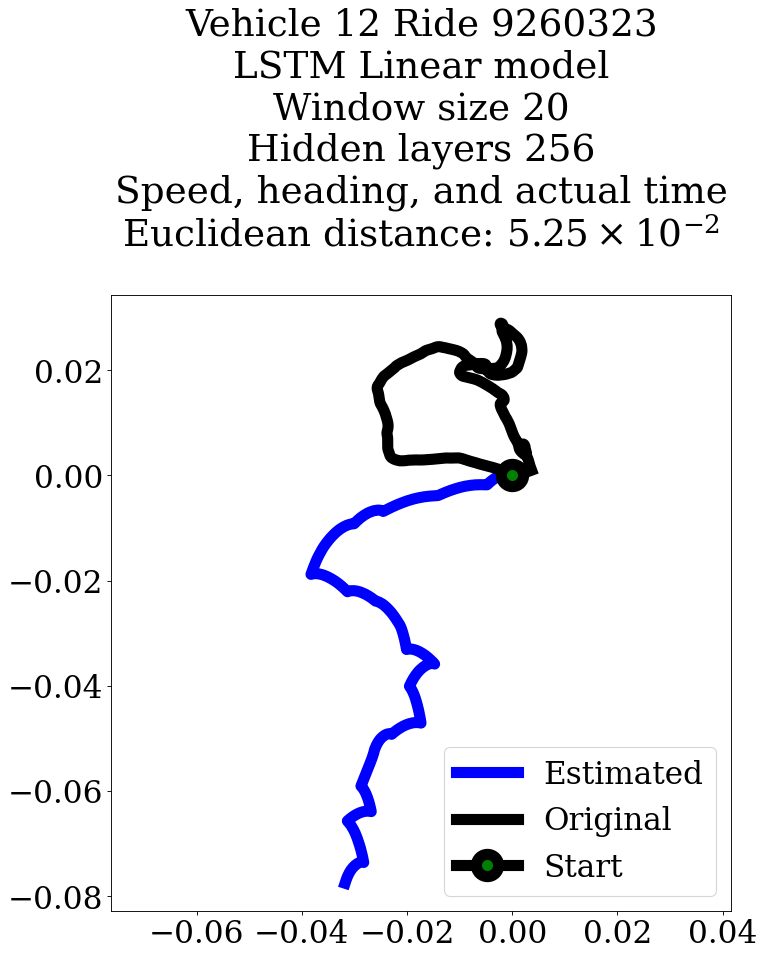 Vehicle 12 Ride 9260323
LSTM Linear model
Window size 20
Hidden layers 256
Speed, heading, and actual time
Euclidean distance: 5.25 × 10⁻²
0.02
0.00
−0.02
−0.04
−0.06
−0.08
Estimated
Original
Start
−0.06 −0.04 −0.02 0.00 0.02 0.04